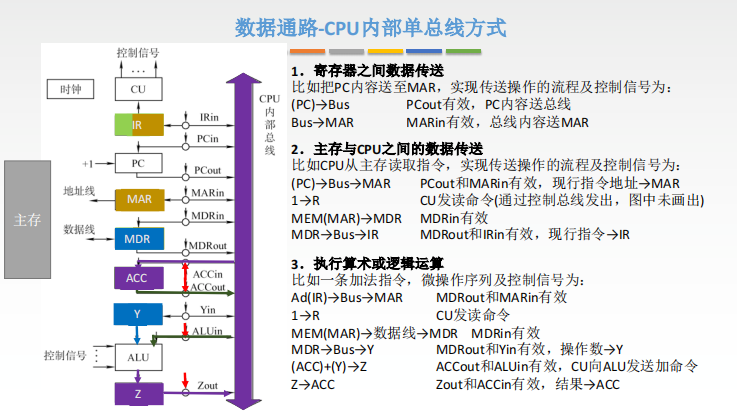 数据通路-CPU内部单总线方式
控制信号
时钟
CU
CPU内部总线
IR
IRin
PCin
+1
PC
PCout
地址线
MAR
MARin
MDRin
数据线
MDR
MDRout
主存
ACC
ACCin
ACCout
Y
Yin
ALUin
控制信号
ALU
Z
Zout
1．寄存器之间数据传送
比如把PC内容送至MAR，实现传送操作的流程及控制信号为：
(PC)→Bus PCout有效，PC内容送总线
Bus→MAR MARin有效，总线内容送MAR
2．主存与CPU之间的数据传送
比如CPU从主存读取指令，实现传送操作的流程及控制信号为：
(PC)→Bus→MAR PCout和MARin有效，现行指令地址→MAR
1→R CU发读命令(通过控制总线发出，图中未画出)
MEM(MAR)→MDR MDRin有效
MDR→Bus→IR MDRout和IRin有效，现行指令→IR
3．执行算术或逻辑运算
比如一条加法指令，微操作序列及控制信号为：
Ad(IR)→Bus→MAR MDRout和MARin有效
1→R CU发读命令
MEM(MAR)→数据线→MDR MDRin有效
MDR→Bus→Y MDRout和Yin有效，操作数→Y
(ACC)+(Y)→Z ACCout和ALUin有效，CU向ALU发送加命令
Z→ACC Zout和ACCin有效，结果→ACC